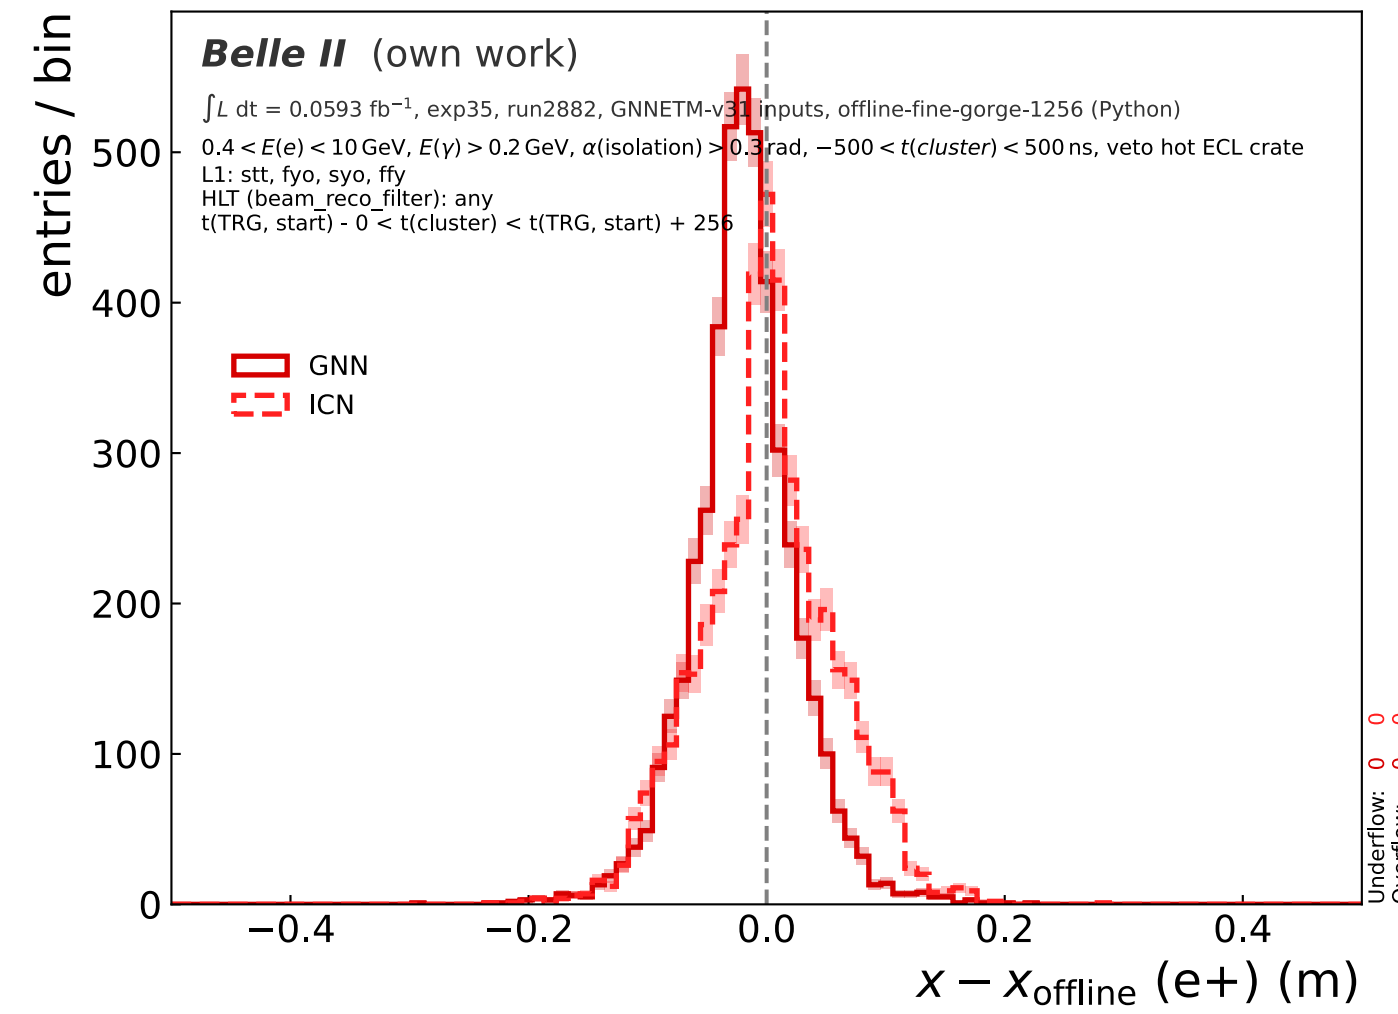 entries / bin
Belle II (own work)
∫L dt = 0.0593 fb⁻¹, exp35, run2882, GNNETM-v31 inputs, offline-fine-gorge-1256 (Python)
0.4 < E(e) < 10 GeV, E(γ) > 0.2 GeV, α(isolation) > 0.3 rad, −500 < t(cluster) < 500 ns, veto hot ECL crate
L1: stt, fyo, syo, ffy
HLT (beam_reco_filter): any
t(TRG, start) - 0 < t(cluster) < t(TRG, start) + 256
GNN
ICN
500
400
300
200
100
0
−0.4 −0.2 0.0 0.2 0.4
x − x_offline (e+) (m)
Underflow: 0 0